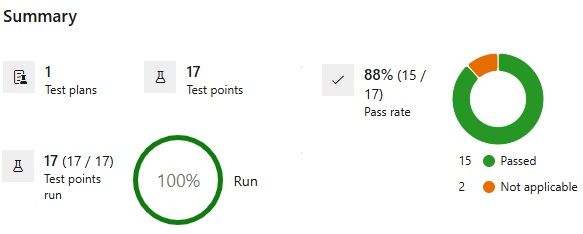 Summary
1
Test plans
17
Test points
88% (15 /
17)
Pass rate
17 (17 / 17)
Test points
run
100%
Run
15 Passed
2 Not applicable